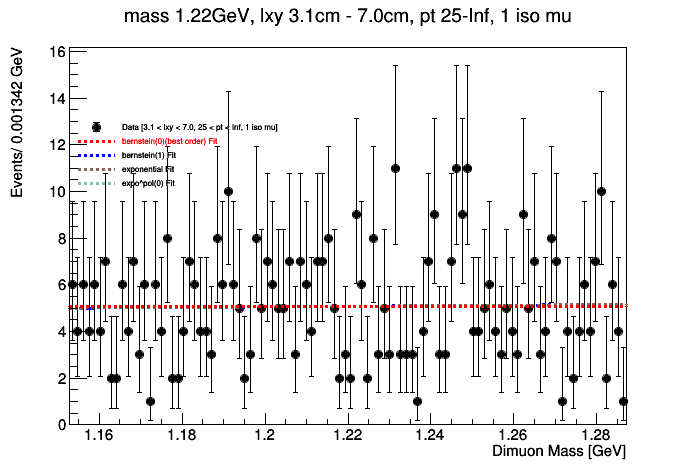 mass 1.22GeV, lxy 3.1cm - 7.0cm, pt 25-Inf, 1 iso mu
Events/ 0.001342 GeV
16
14
12
10
8
6
4
2
0
Data [3.1 < lxy < 7.0, 25 < pt < Inf, 1 iso mu]
bernstein(0)(best order) Fit
bernstein(1) Fit
exponential Fit
expo*pol(0) Fit
1.16 1.18 1.2 1.22 1.24 1.26 1.28
Dimuon Mass [GeV]